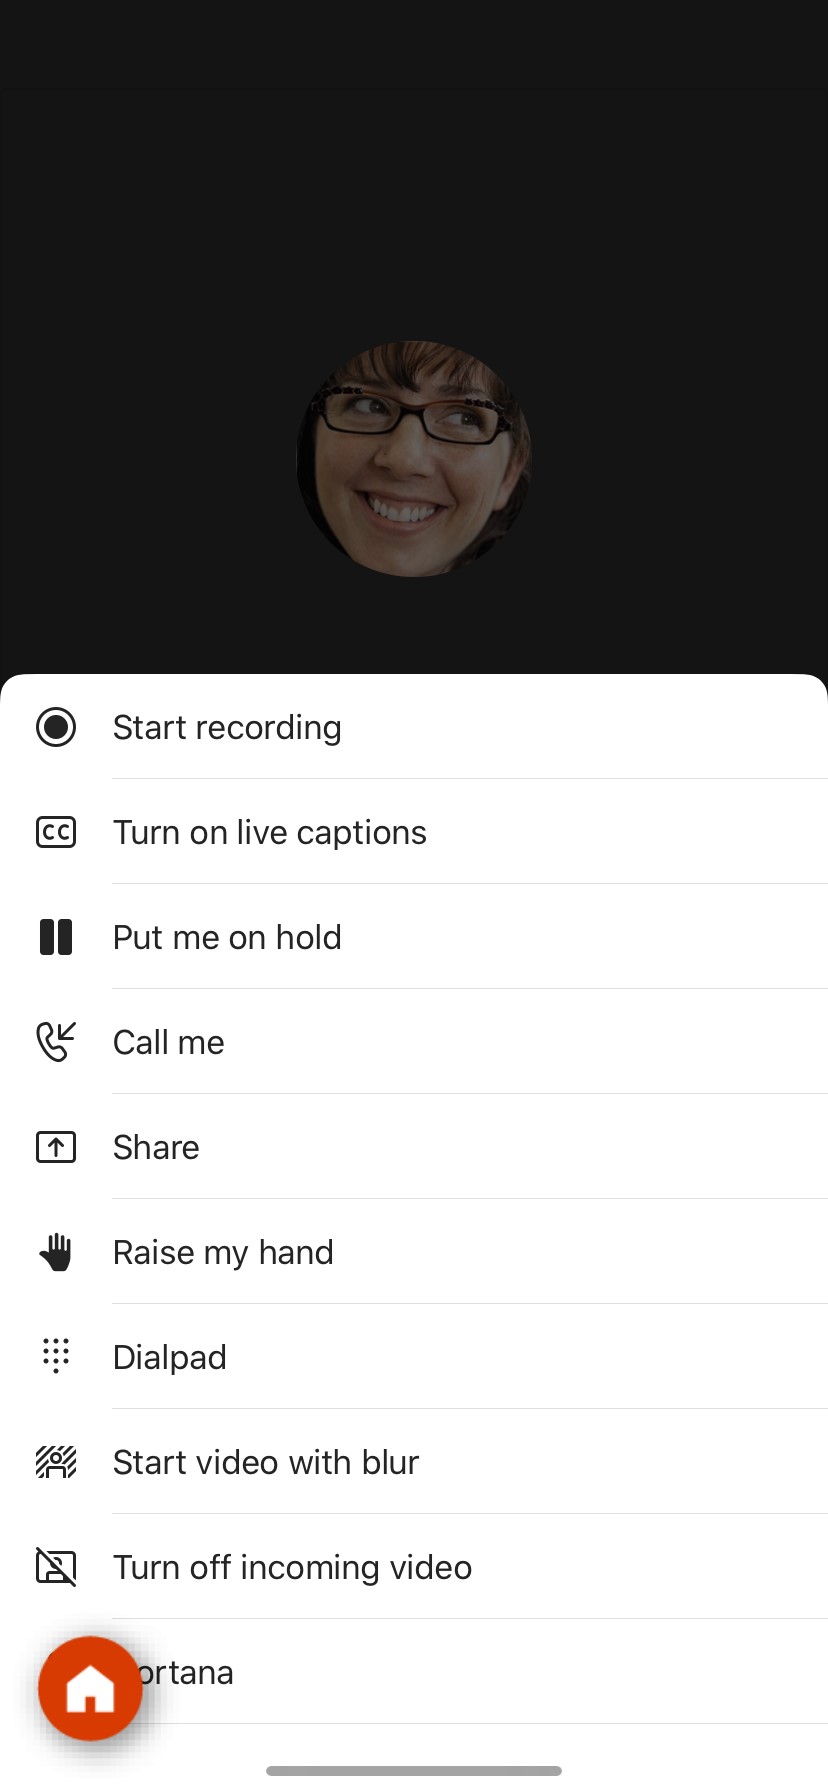 Start recording
CC
Turn on live captions
Put me on hold
Call me
Share
Raise my hand
Dialpad
Start video with blur
Turn off incoming video
ortana